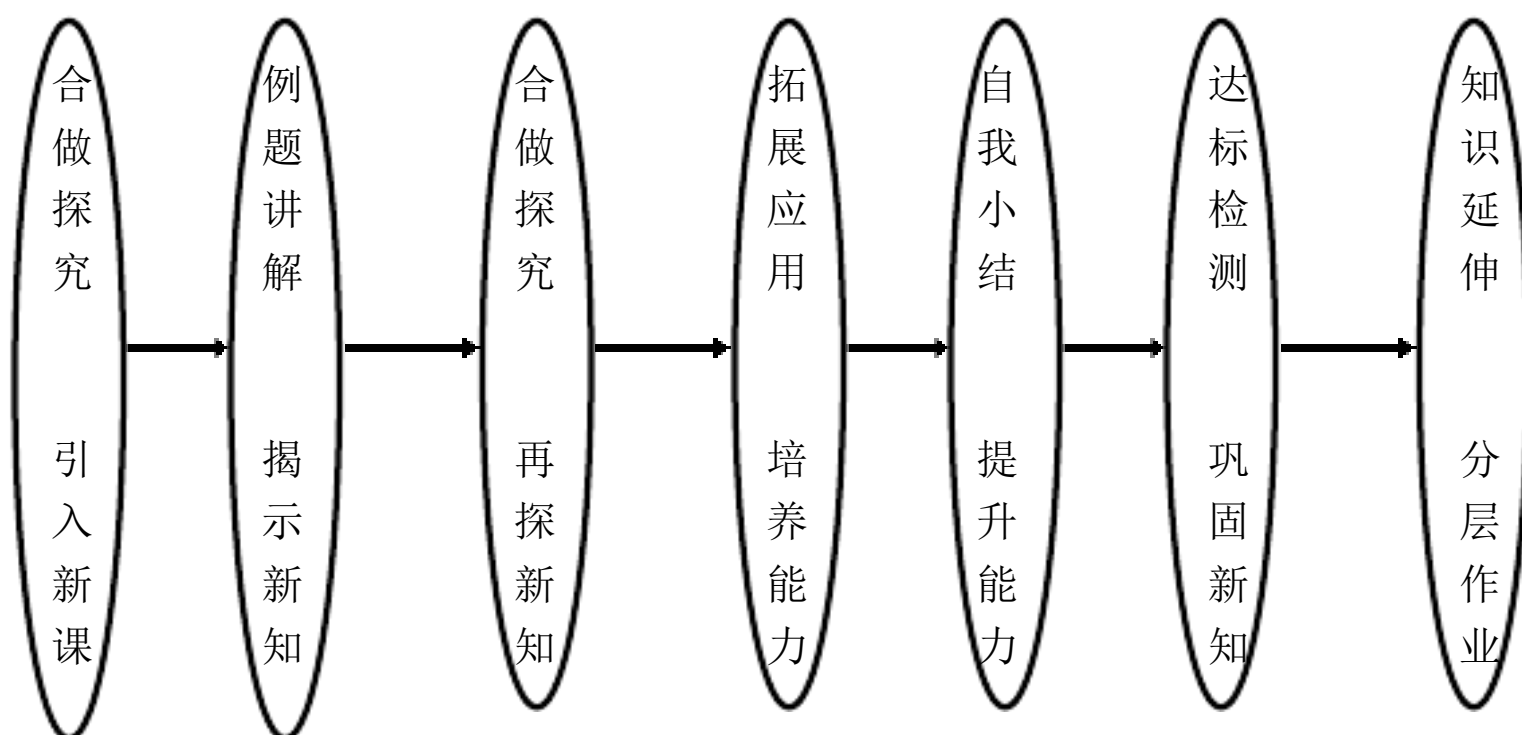 合做探究 引入新课
例题讲解 揭示新知
合做探究 再探新知
拓展应用 培养能力
自我小结 提升能力
达标检测 巩固新知
知识延伸 分层作业